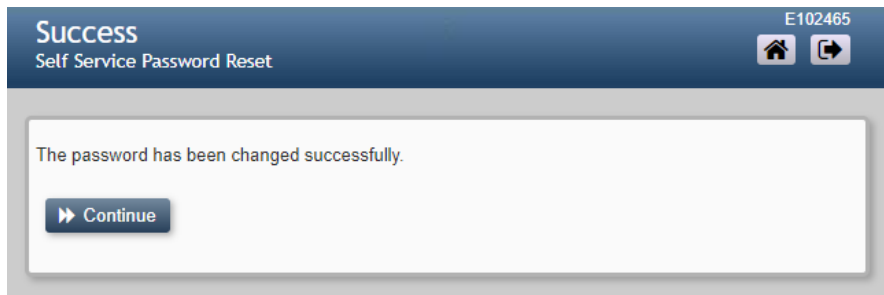 Success
E102465
Self Service Password Reset
The password has been changed successfully.
Continue